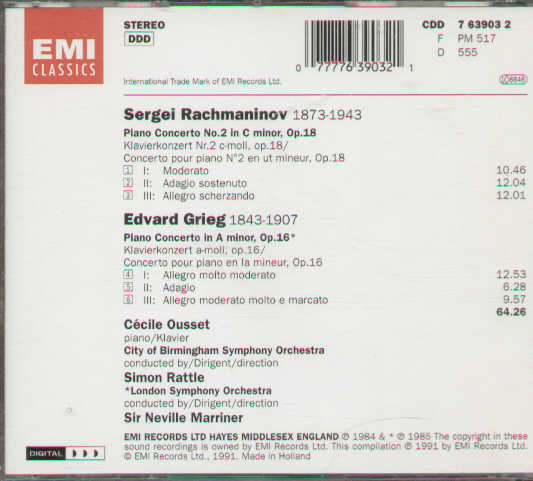 EMI
CLASSICS
STEREO
DDD
CDD 7 63903 2
F PM 517
D 555
0 77776 39032 1
International Trade Mark of EMI Records Ltd.
Sergei Rachmaninov 1873-1943
Piano Concerto No.2 in C minor, Op.18
Klavierkonzert Nr.2 c-moll, op.18/
Concerto pour piano N°2 en ut mineur, Op.18
1 I: Moderato 10.46
2 II: Adagio sostenuto 12.04
3 III: Allegro scherzando 12.01
Edvard Grieg 1843-1907
Piano Concerto in A minor, Op.16*
Klavierkonzert a-moll, op.16/
Concerto pour piano en la mineur, Op.16
4 I: Allegro molto moderato 12.53
5 II: Adagio 6.28
6 III: Allegro moderato molto e marcato 9.57
64.26
Cécile Ousset
piano/Klavier
City of Birmingham Symphony Orchestra
conducted by/Dirigent/direction
Simon Rattle
*London Symphony Orchestra
conducted by/Dirigent/direction
Sir Neville Marriner
EMI RECORDS LTD HAYES MIDDLESEX ENGLAND ℗ 1984 & * ℗ 1985 The copyright in these
sound recordings is owned by EMI Records Ltd. This compilation ℗ 1991 by EMI Records Ltd.
© EMI Records Ltd., 1991. Made in Holland
DIGITAL